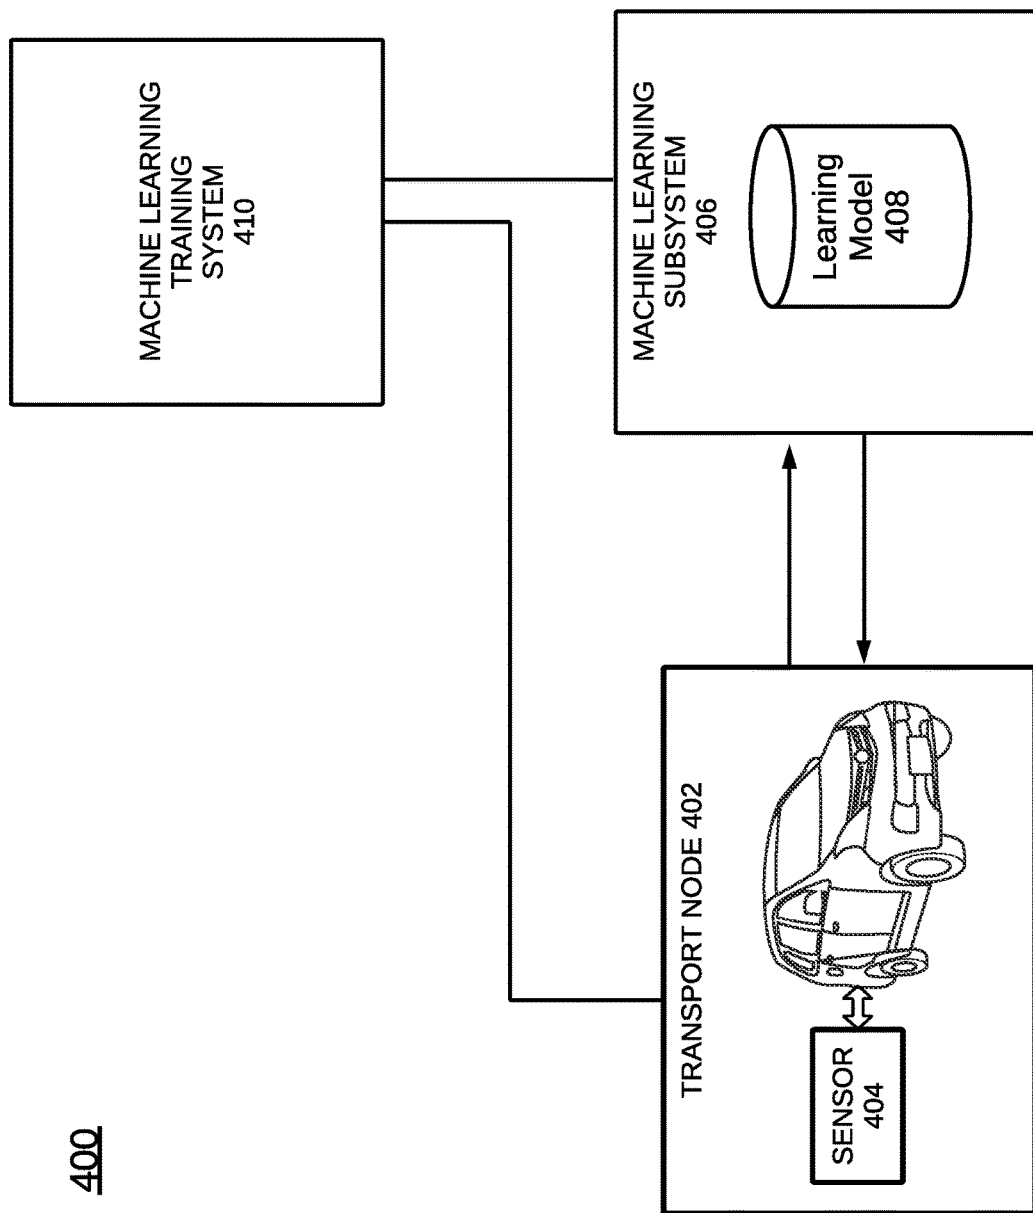 400
MACHINE LEARNING
TRAINING
SYSTEM
410
TRANSPORT NODE 402
SENSOR
404
MACHINE LEARNING
SUBSYSTEM
406
Learning
Model
408